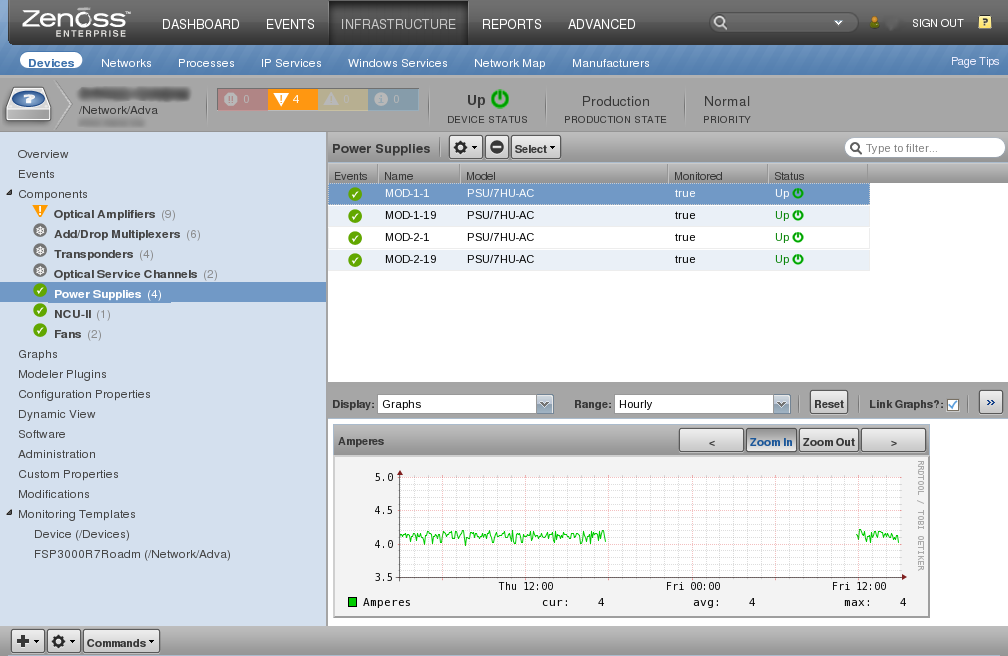 Zenoss
ENTERPRISE
DASHBOARD EVENTS INFRASTRUCTURE REPORTS ADVANCED
SIGN OUT ?
Devices Networks Processes IP Services Windows Services Network Map Manufacturers Page Tips
/Network/Adva
0 4 0 0
Up
DEVICE STATUS
Production
PRODUCTION STATE
Normal
PRIORITY
Overview
Events
Components
Optical Amplifiers (9)
Add/Drop Multiplexers (6)
Transponders (4)
Optical Service Channels (2)
Power Supplies (4)
NCU-II (1)
Fans (2)
Graphs
Modeler Plugins
Configuration Properties
Dynamic View
Software
Administration
Custom Properties
Modifications
Monitoring Templates
Device (/Devices)
FSP3000R7Roadm (/Network/Adva)
Power Supplies Select Type to filter...
Events Name Model Monitored Status
MOD-1-1 PSU/7HU-AC true Up
MOD-1-19 PSU/7HU-AC true Up
MOD-2-1 PSU/7HU-AC true Up
MOD-2-19 PSU/7HU-AC true Up
Display: Graphs Range: Hourly Reset Link Graphs?: »
Amperes < Zoom In Zoom Out >
5.0
4.5
4.0
3.5
Thu 12:00 Fri 00:00 Fri 12:00
Amperes cur: 4 avg: 4 max: 4
RRDTOOL / TOBI OETIKER
Commands